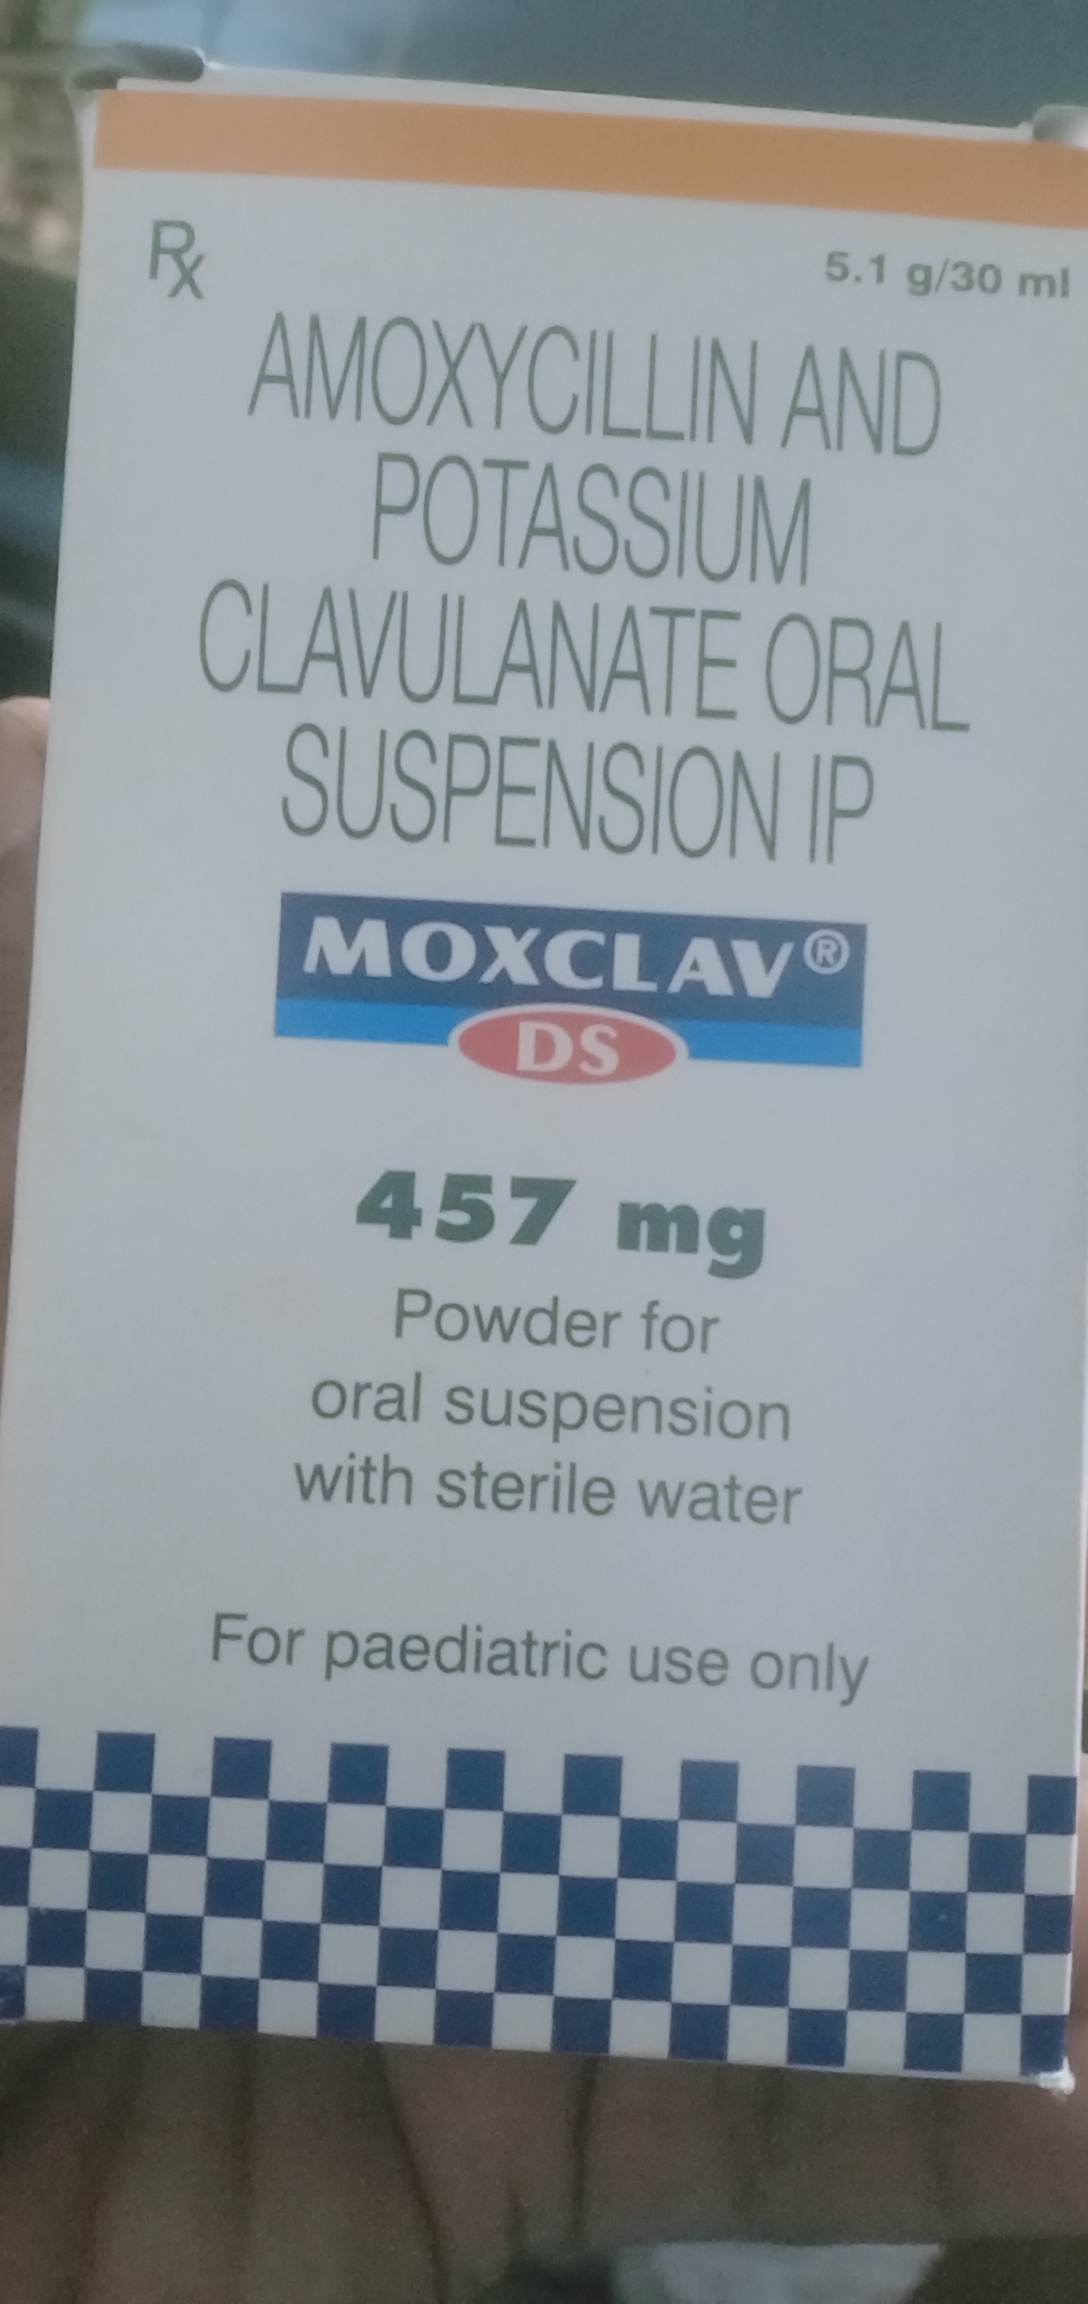 Rx
5.1 g/30 ml
AMOXYCILLIN AND
POTASSIUM
CLAVULANATE ORAL
SUSPENSION IP
MOXCLAV®
DS
457 mg
Powder for
oral suspension
with sterile water
For paediatric use only